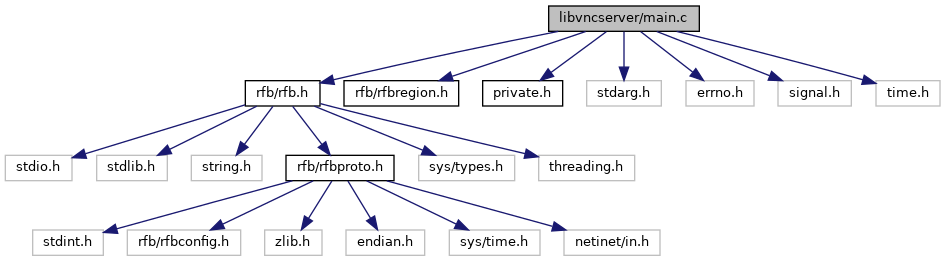 libvncserver/main.c
rfb/rfb.h
rfb/rfbregion.h
private.h
stdarg.h
errno.h
signal.h
time.h
stdio.h
stdlib.h
string.h
rfb/rfbproto.h
sys/types.h
threading.h
stdint.h
rfb/rfbconfig.h
zlib.h
endian.h
sys/time.h
netinet/in.h